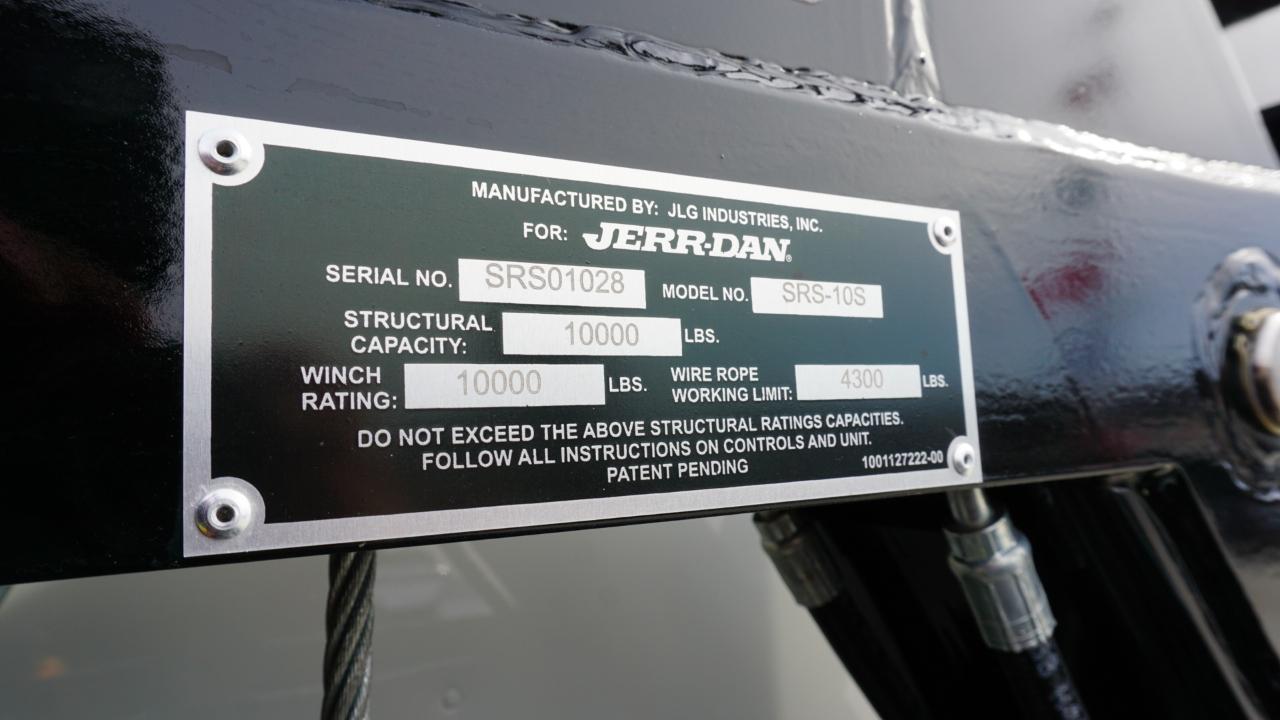 MANUFACTURED BY: JLG INDUSTRIES, INC.
FOR: JERR-DAN®
SERIAL NO. SRS01028 MODEL NO. SRS-10S
STRUCTURAL CAPACITY: 10000 LBS.
WINCH RATING: 10000 LBS. WIRE ROPE WORKING LIMIT: 4300 LBS.
DO NOT EXCEED THE ABOVE STRUCTURAL RATINGS CAPACITIES.
FOLLOW ALL INSTRUCTIONS ON CONTROLS AND UNIT.
PATENT PENDING
1001127222-00